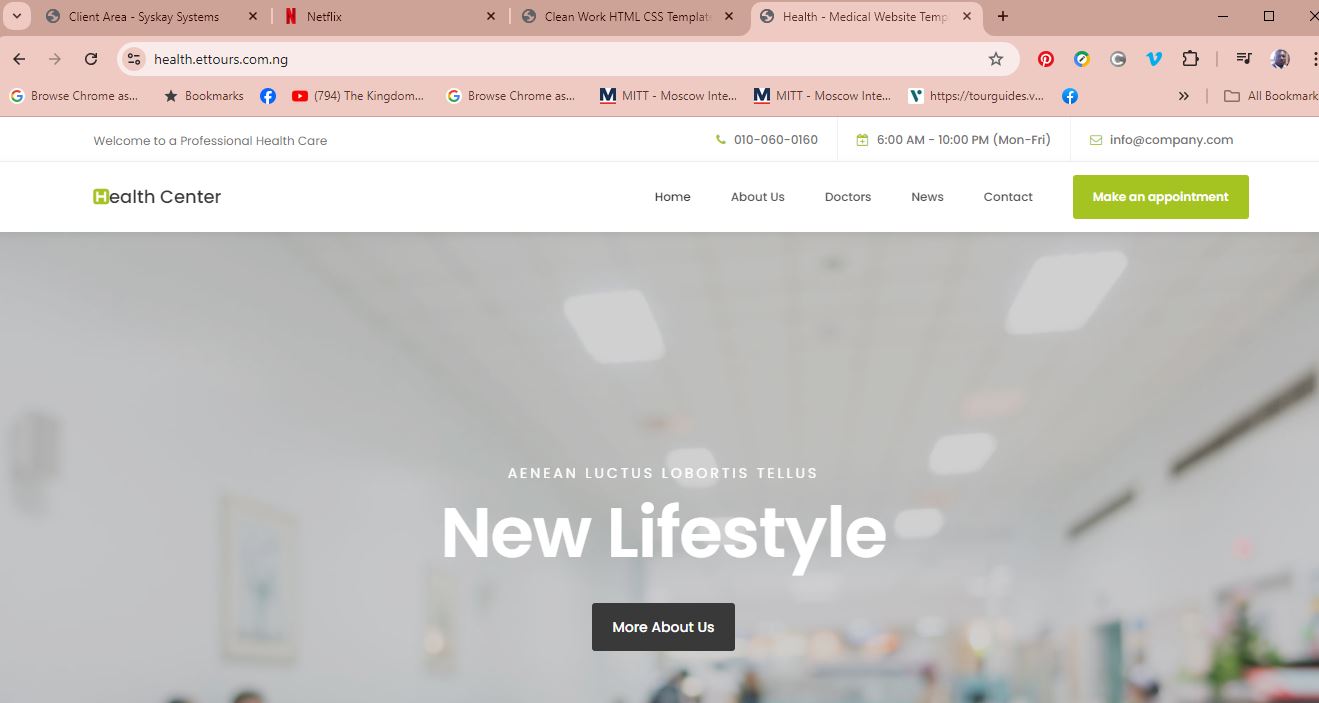 Client Area - Syskay Systems
Netflix
Clean Work HTML CSS Templat
Health - Medical Website Temp
health.ettours.com.ng
Browse Chrome as...
Bookmarks
(794) The Kingdom...
Browse Chrome as...
MITT - Moscow Inte...
MITT - Moscow Inte...
https://tourguides.v...
All Bookmark
Welcome to a Professional Health Care
010-060-0160
6:00 AM - 10:00 PM (Mon-Fri)
info@company.com
Health Center
Home
About Us
Doctors
News
Contact
Make an appointment
AENEAN LUCTUS LOBORTIS TELLUS
New Lifestyle
More About Us